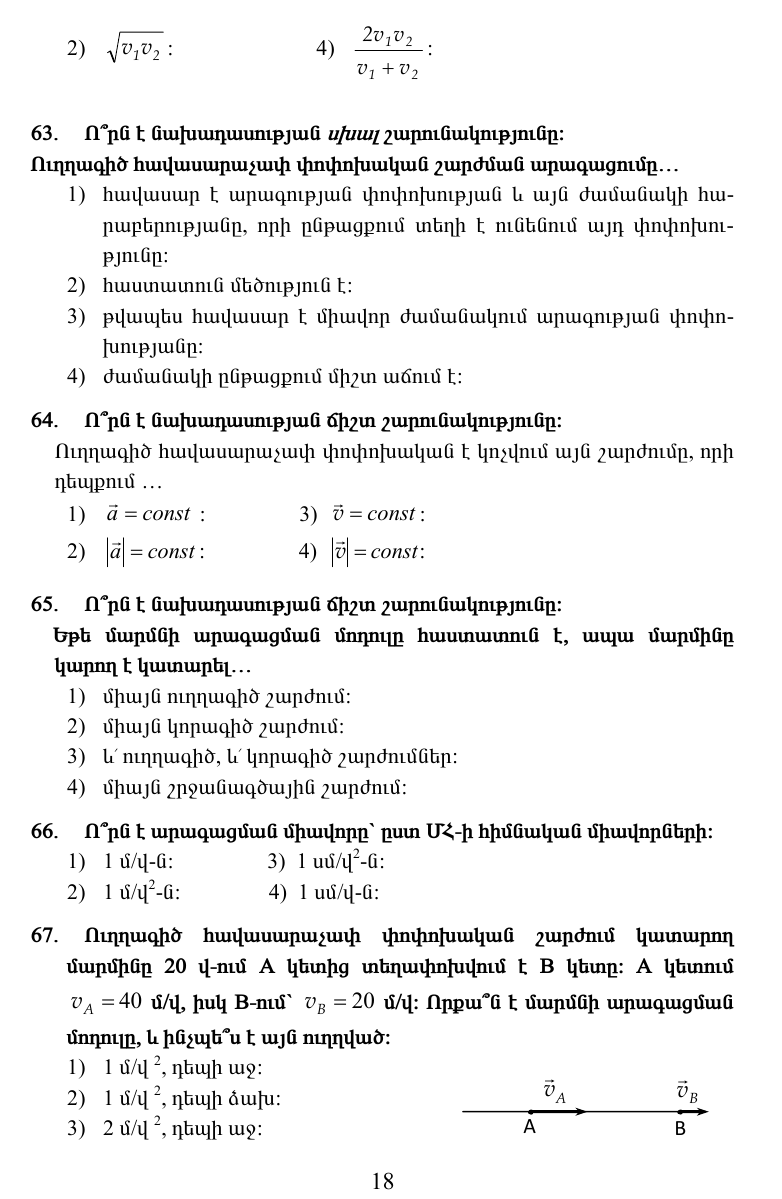 2) √v₁v₂ : 4) 2v₁v₂ / v₁ + v₂ :
63. Ո՞րն է նախադասության սխալ շարունակությունը:
Ուղղագիծ հավասարաչափ փոփոխական շարժման արագացումը…
1) հավասար է արագության փոփոխության և այն ժամանակի հա-
րաբերությանը, որի ընթացքում տեղի է ունենում այդ փոփոխու-
թյունը:
2) հաստատուն մեծություն է:
3) թվապես հավասար է միավոր ժամանակում արագության փոփո-
խությանը:
4) ժամանակի ընթացքում միշտ աճում է:
64. Ո՞րն է նախադասության ճիշտ շարունակությունը:
Ուղղագիծ հավասարաչափ փոփոխական է կոչվում այն շարժումը, որի
դեպքում …
1) a⃗ = const : 3) v⃗ = const :
2) |a⃗| = const : 4) |v⃗| = const:
65. Ո՞րն է նախադասության ճիշտ շարունակությունը:
Եթե մարմնի արագացման մոդուլը հաստատուն է, ապա մարմինը
կարող է կատարել…
1) միայն ուղղագիծ շարժում:
2) միայն կորագիծ շարժում:
3) և՛ ուղղագիծ, և՛ կորագիծ շարժումներ:
4) միայն շրջանագծային շարժում:
66. Ո՞րն է արագացման միավորը՝ ըստ ՄՀ-ի հիմնական միավորների:
1) 1 մ/վ-ն: 3) 1 սմ/վ²-ն:
2) 1 մ/վ²-ն: 4) 1 սմ/վ-ն:
67. Ուղղագիծ հավասարաչափ փոփոխական շարժում կատարող
մարմինը 20 վ-ում A կետից տեղափոխվում է B կետը: A կետում
v_A = 40 մ/վ, իսկ B-ում՝ v_B = 20 մ/վ: Որքա՞ն է մարմնի արագացման
մոդուլը, և ինչպե՞ս է այն ուղղված:
1) 1 մ/վ ², դեպի աջ:
2) 1 մ/վ ², դեպի ձախ:
3) 2 մ/վ ², դեպի աջ:
v⃗_A v⃗_B
A B
18